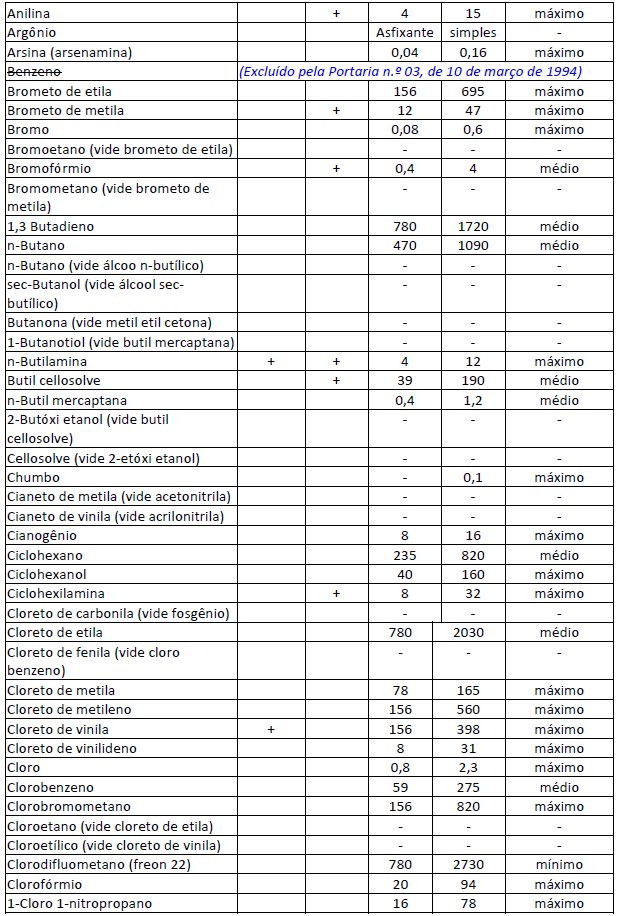 Anilina + 4 15 máximo
Argônio Asfixante simples -
Arsina (arsenamina) 0,04 0,16 máximo
Benzeno (Excluído pela Portaria n.º 03, de 10 de março de 1994)
Brometo de etila 156 695 máximo
Brometo de metila + 12 47 máximo
Bromo 0,08 0,6 máximo
Bromoetano (vide brometo de etila) - - -
Bromofórmio + 0,4 4 médio
Bromometano (vide brometo de - - -
metila)
1,3 Butadieno 780 1720 médio
n-Butano 470 1090 médio
n-Butano (vide álcoo n-butílico) - - -
sec-Butanol (vide álcool sec- - - -
butílico)
Butanona (vide metil etil cetona) - - -
1-Butanotiol (vide butil mercaptana) - - -
n-Butilamina + + 4 12 máximo
Butil cellosolve + 39 190 médio
n-Butil mercaptana 0,4 1,2 médio
2-Butóxi etanol (vide butil - - -
cellosolve)
Cellosolve (vide 2-etóxi etanol) - - -
Chumbo - 0,1 máximo
Cianeto de metila (vide acetonitrila) - - -
Cianeto de vinila (vide acrilonitrila) - - -
Cianogênio 8 16 máximo
Ciclohexano 235 820 médio
Ciclohexanol 40 160 máximo
Ciclohexilamina + 8 32 máximo
Cloreto de carbonila (vide fosgênio) - - -
Cloreto de etila 780 2030 médio
Cloreto de fenila (vide cloro - - -
benzeno)
Cloreto de metila 78 165 máximo
Cloreto de metileno 156 560 máximo
Cloreto de vinila + 156 398 máximo
Cloreto de vinilideno 8 31 máximo
Cloro 0,8 2,3 máximo
Clorobenzeno 59 275 médio
Clorobromometano 156 820 máximo
Cloroetano (vide cloreto de etila) - - -
Cloroetílico (vide cloreto de vinila) - - -
Clorodifluometano (freon 22) 780 2730 mínimo
Clorofórmio 20 94 máximo
1-Cloro 1-nitropropano 16 78 máximo